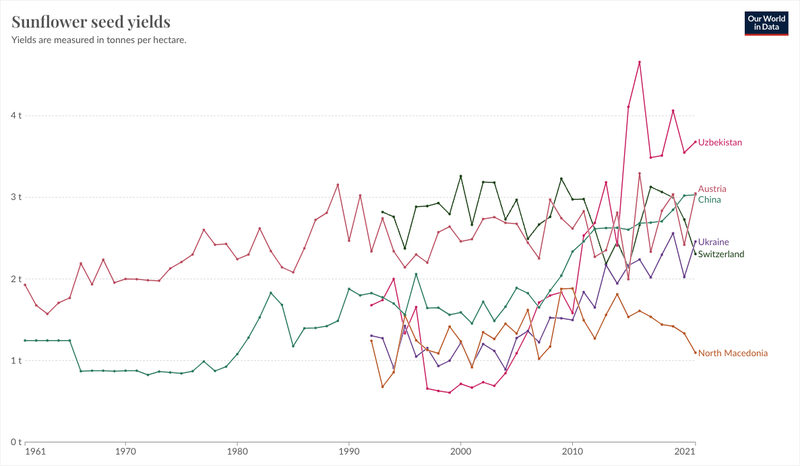 Sunflower seed yields
Yields are measured in tonnes per hectare.
Our World
in Data
4 t
3 t
2 t
1 t
0 t
Uzbekistan
Austria
China
Ukraine
Switzerland
North Macedonia
1961
1970
1980
1990
2000
2010
2021